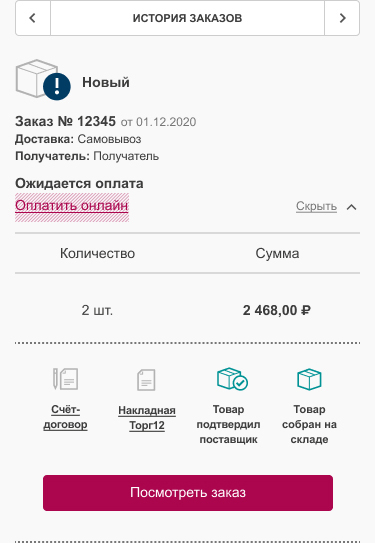 ИСТОРИЯ ЗАКАЗОВ
Новый
Заказ № 12345 от 01.12.2020
Доставка: Самовывоз
Получатель: Получатель
Ожидается оплата
Оплатить онлайн
Скрыть
Количество Сумма
2 шт. 2 468,00 ₽
Счёт-
договор
Накладная
Торг12
Товар
подтвердил
поставщик
Товар
собран на
складе
Посмотреть заказ